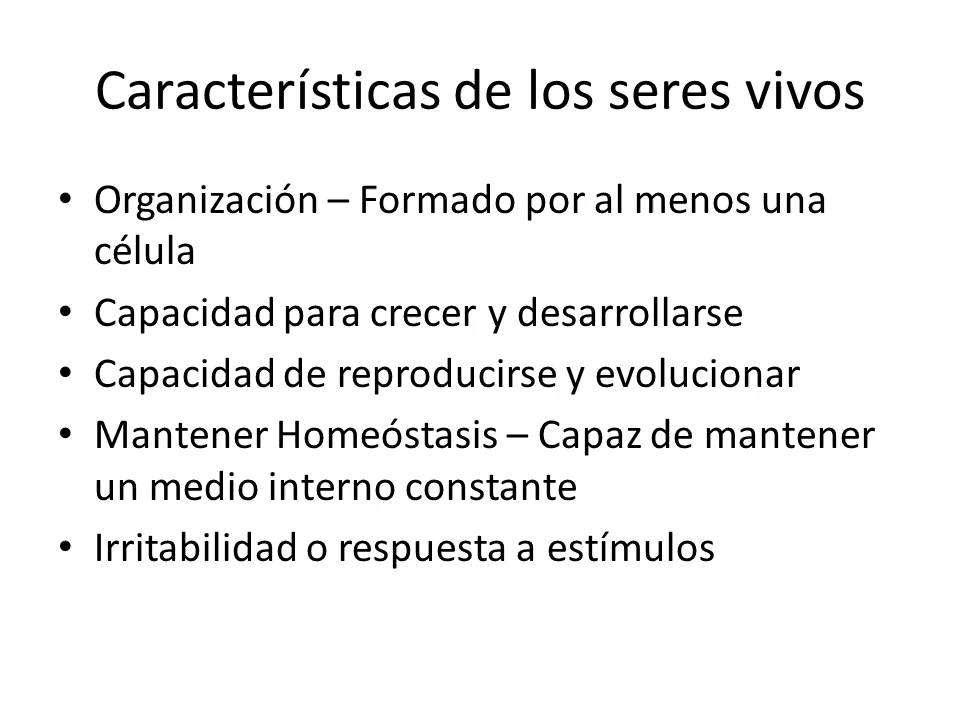 Características de los seres vivos
• Organización – Formado por al menos una
célula
• Capacidad para crecer y desarrollarse
• Capacidad de reproducirse y evolucionar
• Mantener Homeóstasis – Capaz de mantener
un medio interno constante
• Irritabilidad o respuesta a estímulos